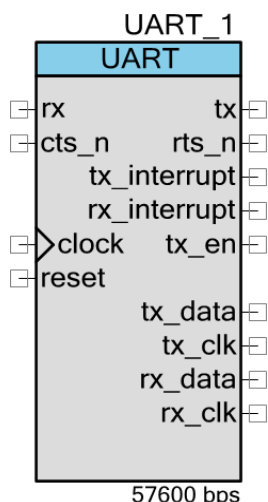 UART_1
UART
rx tx
cts_n rts_n
tx_interrupt
rx_interrupt
clock tx_en
reset
tx_data
tx_clk
rx_data
rx_clk
57600 bps